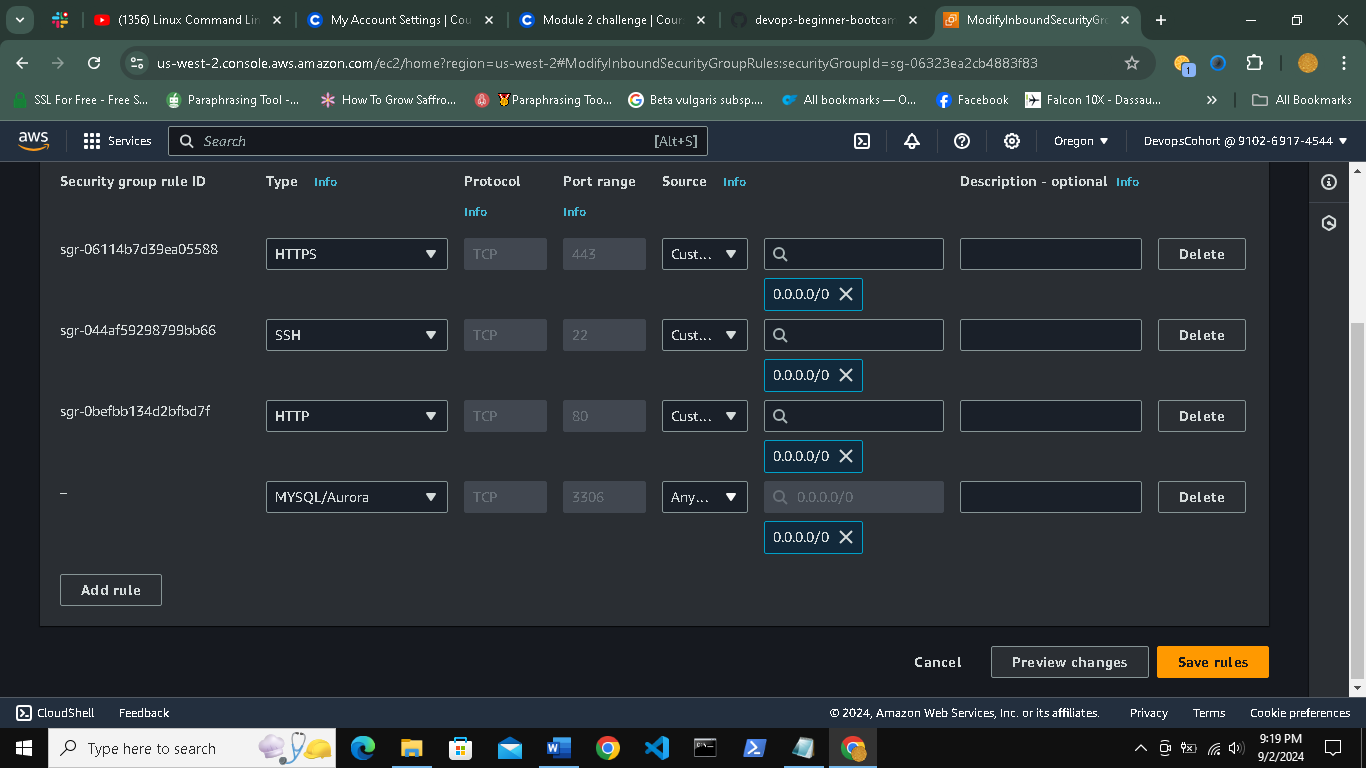 (1356) Linux Command Lin
My Account Settings | Cou
Module 2 challenge | Cour
devops-beginner-bootcam
ModifyInboundSecurityGr
us-west-2.console.aws.amazon.com/ec2/home?region=us-west-2#ModifyInboundSecurityGroupRules:securityGroupId=sg-06323ea2cb4883f83
1
SSL For Free - Free S...
Paraphrasing Tool -...
How To Grow Saffro...
Paraphrasing Too...
Beta vulgaris subsp....
All bookmarks — O...
Facebook
Falcon 10X - Dassau...
»
All Bookmarks
aws
Services
Search
[Alt+S]
Oregon
DevopsCohort @ 9102-6917-4544
Security group rule ID
Type Info
Protocol Info
Port range Info
Source Info
Description - optional Info
sgr-06114b7d39ea05588
HTTPS
TCP
443
Cust...
Delete
0.0.0.0/0
sgr-044af59298799bb66
SSH
TCP
22
Cust...
Delete
0.0.0.0/0
sgr-0befbb134d2bfbd7f
HTTP
TCP
80
Cust...
Delete
0.0.0.0/0
–
MYSQL/Aurora
TCP
3306
Any...
0.0.0.0/0
Delete
0.0.0.0/0
Add rule
Cancel
Preview changes
Save rules
CloudShell
Feedback
© 2024, Amazon Web Services, Inc. or its affiliates.
Privacy
Terms
Cookie preferences
Type here to search
9:19 PM
9/2/2024